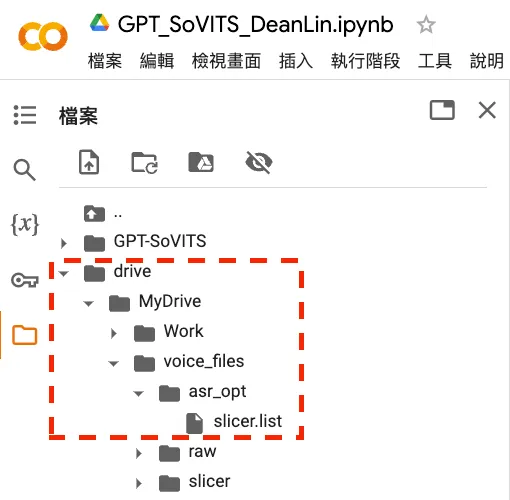 GPT_SoVITS_DeanLin.ipynb
檔案 編輯 檢視畫面 插入 執行階段 工具 說明
檔案
{x}
..
GPT-SoVITS
drive
MyDrive
Work
voice_files
asr_opt
slicer.list
raw
slicer